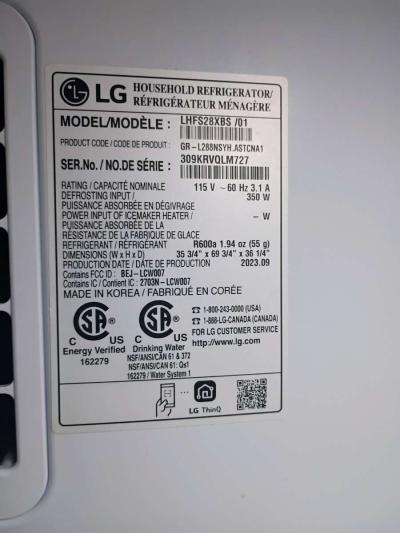 LG HOUSEHOLD REFRIGERATOR/
RÉFRIGÉRATEUR MÉNAGÈRE
MODEL/MODÈLE : LHFS28XBS /01
PRODUCT CODE / CODE DE PRODUIT : GR-L288NSYH.ASTCNA1
SER.No./ NO.DE SÉRIE : 309KRVQLM727
RATING / CAPACITÉ NOMINALE 115 V ~ 60 Hz 3.1 A
DEFROSTING INPUT / 350 W
PUISSANCE ABSORBÉE EN DÉGIVRAGE
POWER INPUT OF ICEMAKER HEATER / - W
PUISSANCE ABSORBÉE DE LA
RÉSISTANCE DE LA FABRIQUE DE GLACE
REFRIGERANT / RÉFRIGÉRANT R600a 1.94 oz (55 g)
DIMENSIONS (W x H x D) 35 3/4" x 69 3/4" x 36 1/4"
PRODUCTION DATE / DATE DE PRODUCTION 2023.09
Contains FCC ID : BEJ-LCW007
Contains IC / Contient IC : 2703N-LCW007
MADE IN KOREA / FABRIQUÉ EN CORÉE
SA C US
Energy Verified
162279
SA C US
Drinking Water
NSF/ANSI/CAN 61 & 372
NSF/ANSI/CAN 61: Qs1
162279 / Water System 1
1-800-243-0000 (USA)
1-888-LG-CANADA (CANADA)
FOR LG CUSTOMER SERVICE
http://www.lg.com
LG ThinQ